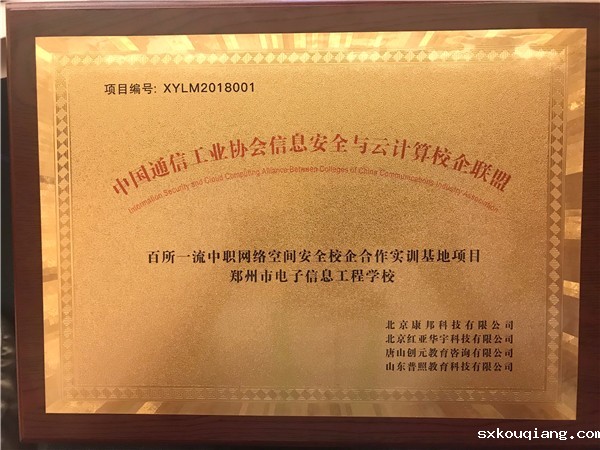 项目编号: XYLM2018001
中国通信工业协会信息安全与云计算校企联盟
Information Security and Cloud Computing Alliance Between Colleges of China Communications Industry Association
百所一流中职网络空间安全校企合作实训基地项目
郑州市电子信息工程学校
北京康邦科技有限公司
北京红亚华宇科技有限公司
唐山创元教育咨询有限公司
山东普照教育科技有限公司
sxkouqiang.com